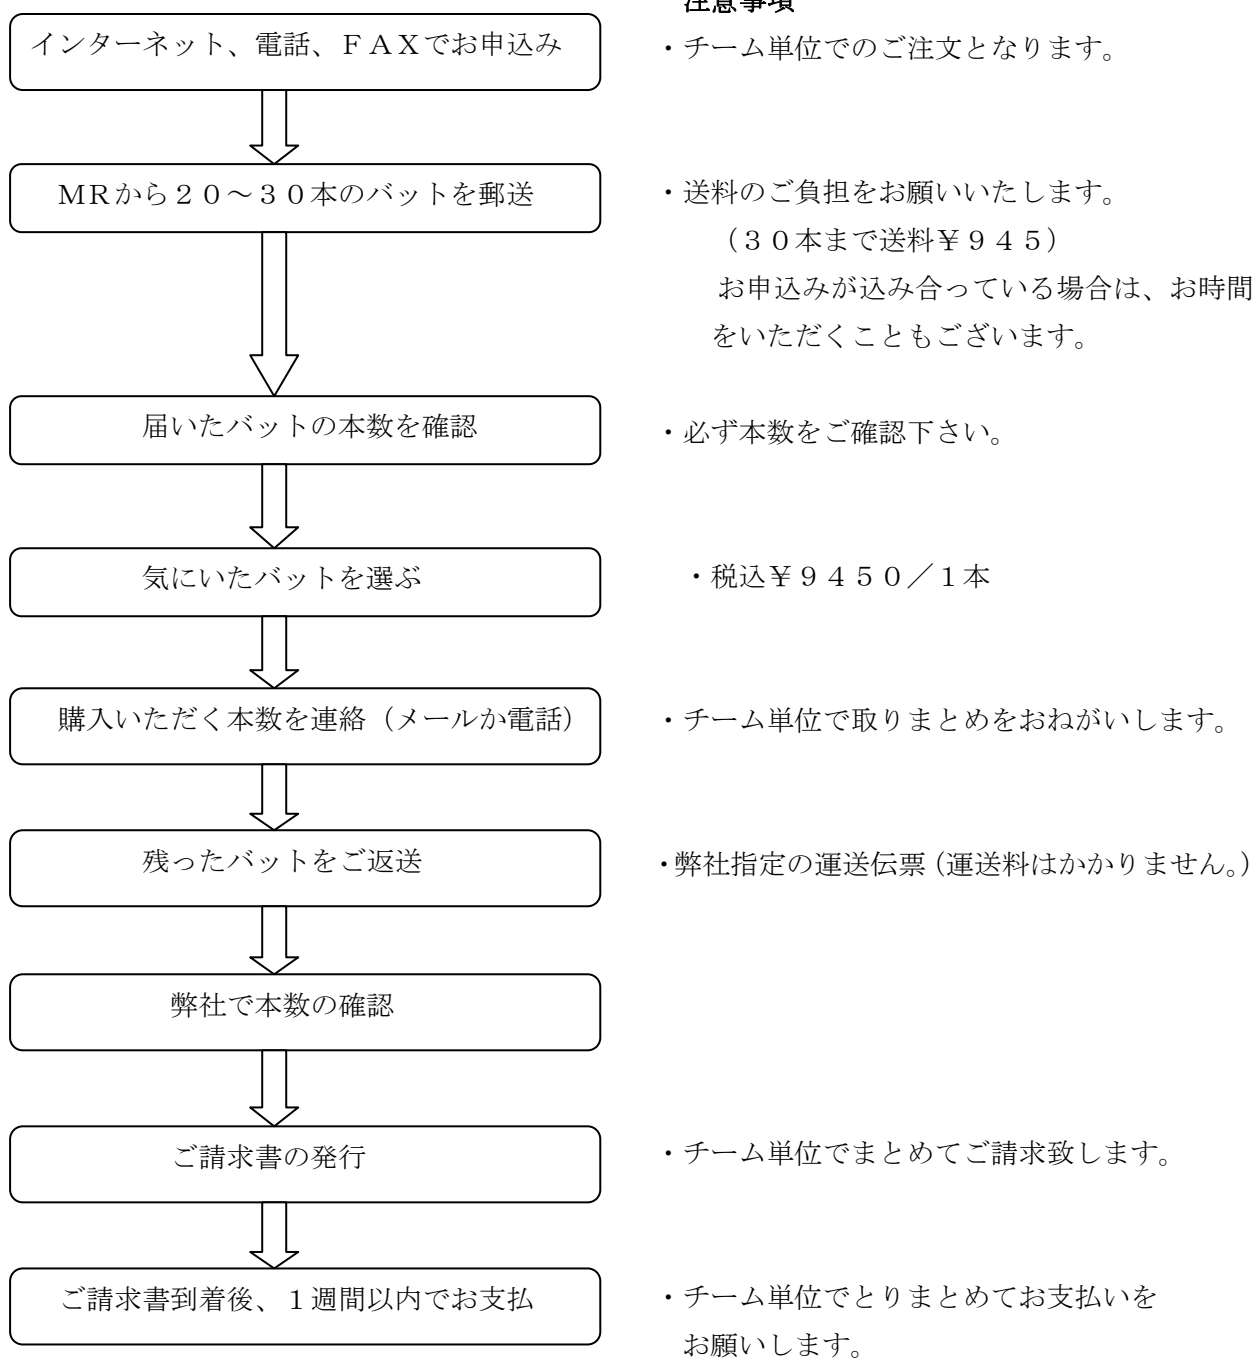 注意事項
インターネット、電話、ＦＡＸでお申込み
・チーム単位でのご注文となります。
ＭＲから２０～３０本のバットを郵送
・送料のご負担をお願いいたします。
（３０本まで送料￥９４５）
お申込みが込み合っている場合は、お時間
をいただくこともございます。
届いたバットの本数を確認
・必ず本数をご確認下さい。
気にいたバットを選ぶ
・税込￥９４５０／１本
購入いただく本数を連絡（メールか電話）
・チーム単位で取りまとめをおねがいします。
残ったバットをご返送
・弊社指定の運送伝票（運送料はかかりません。）
弊社で本数の確認
ご請求書の発行
・チーム単位でまとめてご請求致します。
ご請求書到着後、１週間以内でお支払
・チーム単位でとりまとめてお支払いを
お願いします。